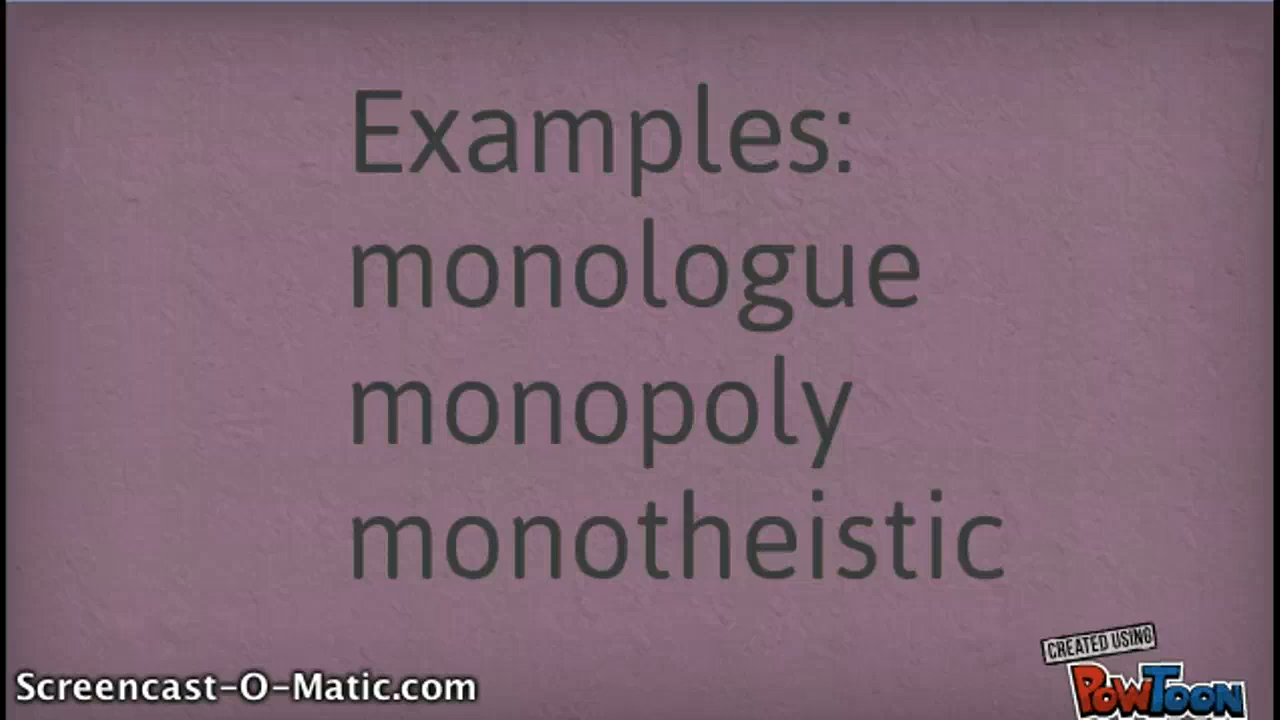 Examples:
monologue
monopoly
monotheistic
CREATED USING
POWTOON
Screencast-O-Matic.com